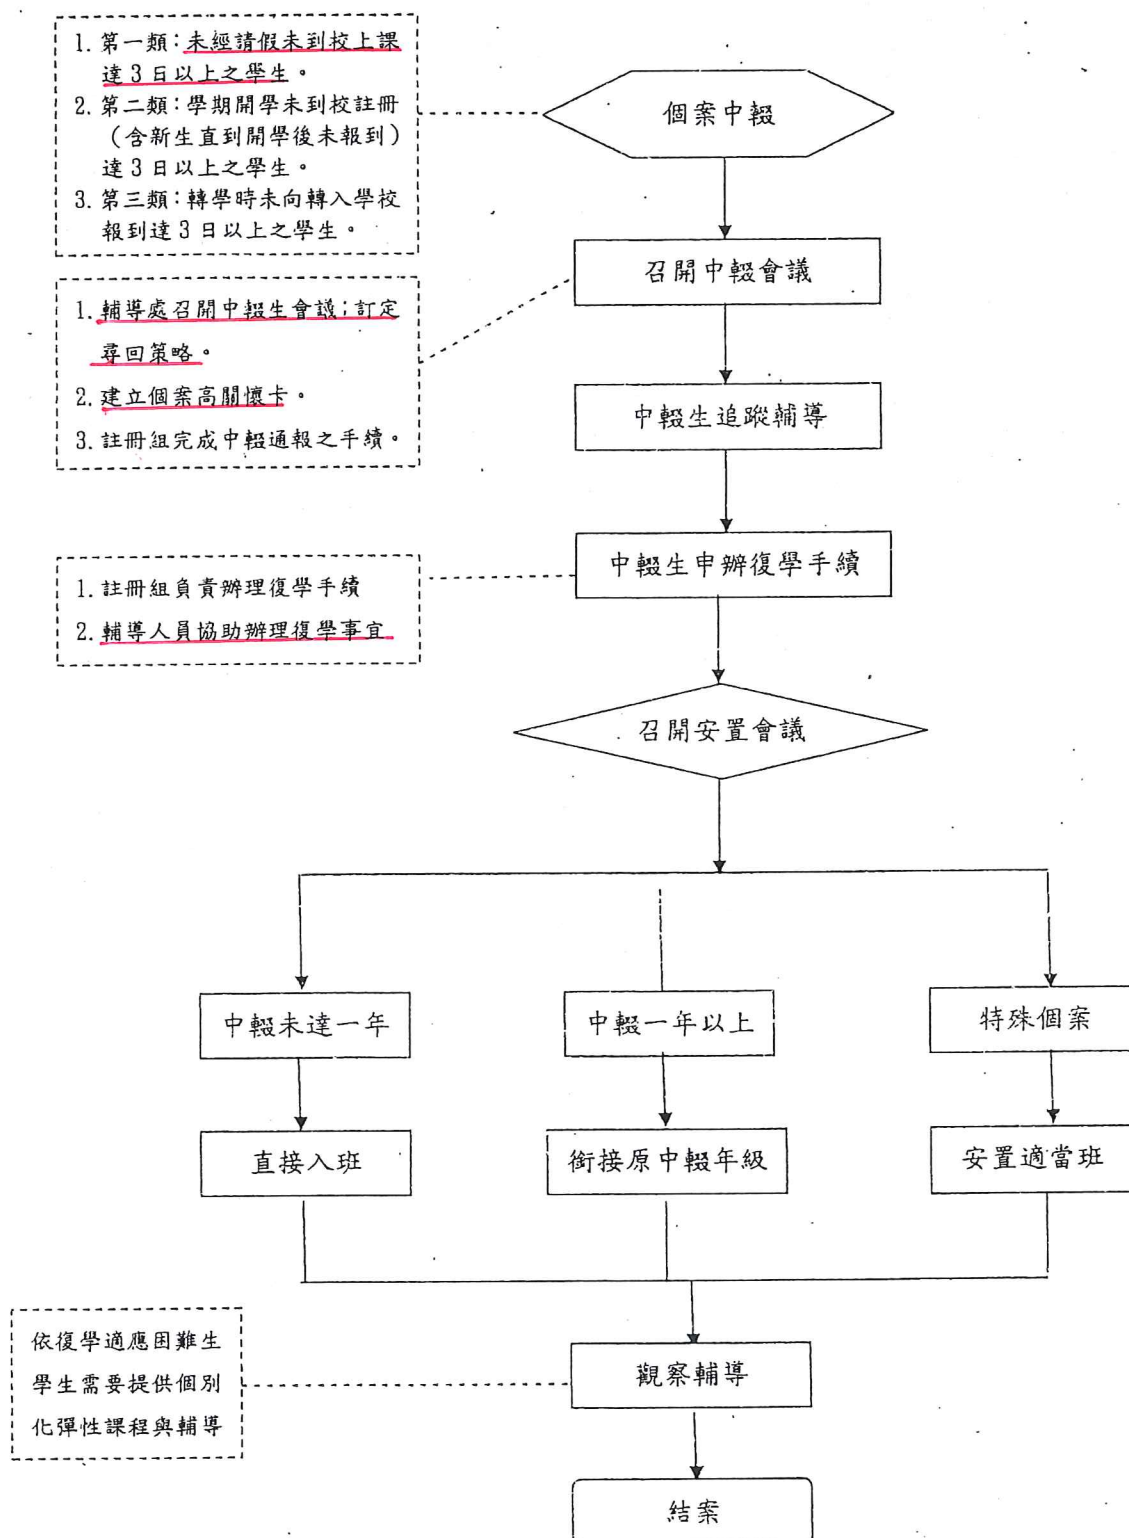 1. 第一類：未經請假未到校上課
達3日以上之學生。
2. 第二類：學期開學未到校註冊
（含新生直到開學後未報到）
達3日以上之學生。
3. 第三類：轉學時未向轉入學校
報到達3日以上之學生。
個案中輟
召開中輟會議
1. 輔導處召開中輟生會議；訂定
尋回策略。
2. 建立個案高關懷卡。
3. 註冊組完成中輟通報之手續。
中輟生追蹤輔導
中輟生申辦復學手續
1. 註冊組負責辦理復學手續
2. 輔導人員協助辦理復學事宜
召開安置會議
中輟未達一年
中輟一年以上
特殊個案
直接入班
銜接原中輟年級
安置適當班
依復學適應困難生
學生需要提供個別
化彈性課程與輔導
觀察輔導
結案